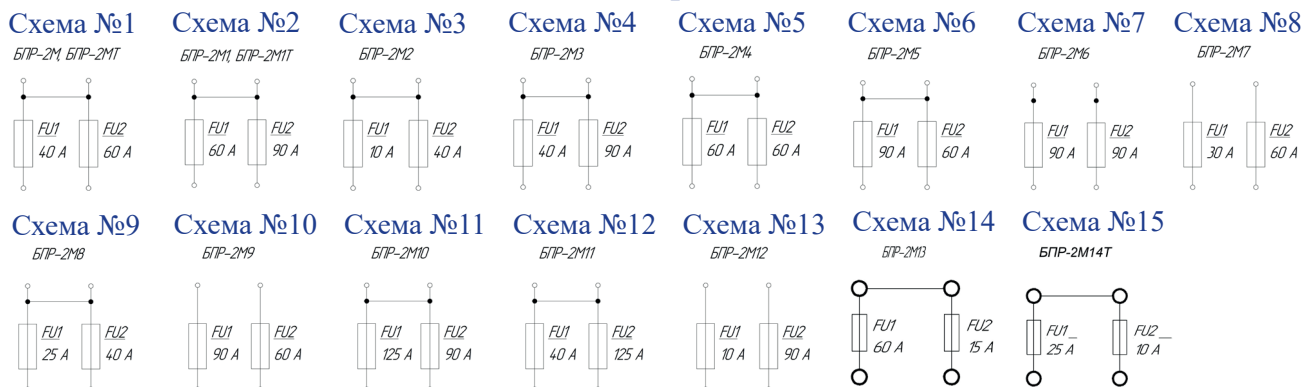 Схема №1 Схема №2 Схема №3 Схема №4 Схема №5 Схема №6 Схема №7 Схема №8
БПР-2М, БПР-2МТ БПР-2М1, БПР-2М1Т БПР-2М2 БПР-2М3 БПР-2М4 БПР-2М5 БПР-2М6 БПР-2М7
FU1 FU2 FU1 FU2 FU1 FU2 FU1 FU2 FU1 FU2 FU1 FU2 FU1 FU2 FU1 FU2
40 А 60 А 60 А 90 А 10 А 40 А 40 А 90 А 60 А 60 А 90 А 60 А 90 А 90 А 30 А 60 А
Схема №9 Схема №10 Схема №11 Схема №12 Схема №13 Схема №14 Схема №15
БПР-2М8 БПР-2М9 БПР-2М10 БПР-2М11 БПР-2М12 БПР-2М13 БПР-2М14Т
FU1 FU2 FU1 FU2 FU1 FU2 FU1 FU2 FU1 FU2 FU1 FU2 FU1 FU2
25 А 40 А 90 А 60 А 125 А 90 А 40 А 125 А 10 А 90 А 60 А 15 А 25 А 10 А